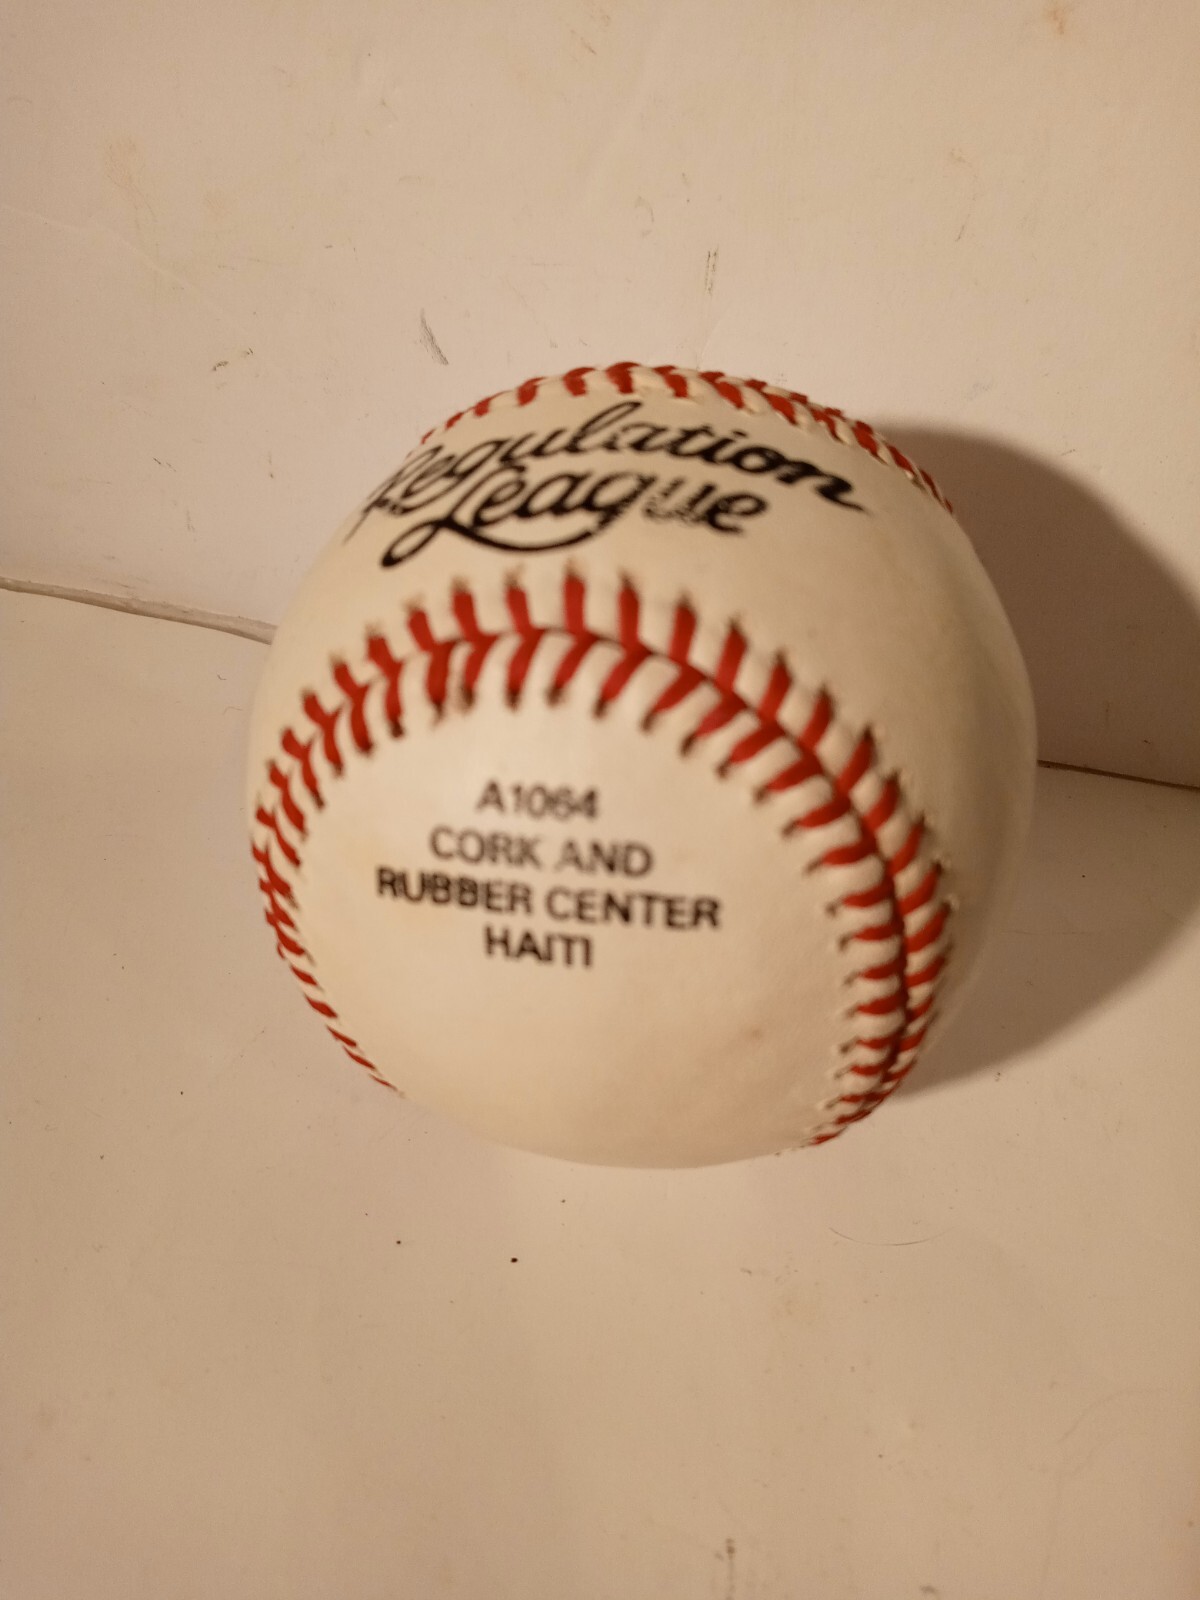 Regulation
League
A1064
CORK AND
RUBBER CENTER
HAITI